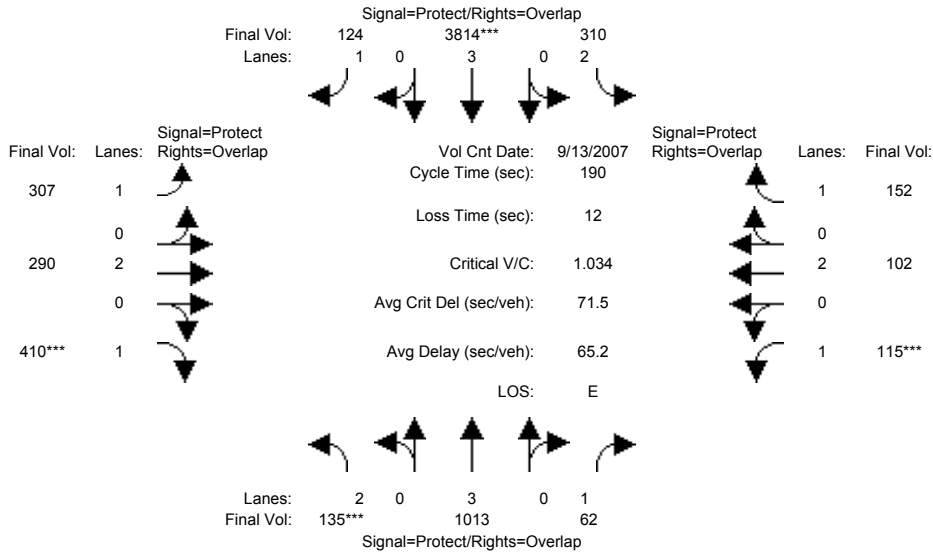 Signal=Protect/Rights=Overlap
Final Vol: 124 3814*** 310
Lanes: 1 0 3 0 2
Signal=Protect Signal=Protect
Final Vol: Lanes: Rights=Overlap Vol Cnt Date: 9/13/2007 Rights=Overlap Lanes: Final Vol:
Cycle Time (sec): 190
307 1 1 152
Loss Time (sec): 12
0 0
290 2 Critical V/C: 1.034 2 102
0 Avg Crit Del (sec/veh): 71.5 0
410*** 1 Avg Delay (sec/veh): 65.2 1 115***
LOS: E
Lanes: 2 0 3 0 1
Final Vol: 135*** 1013 62
Signal=Protect/Rights=Overlap